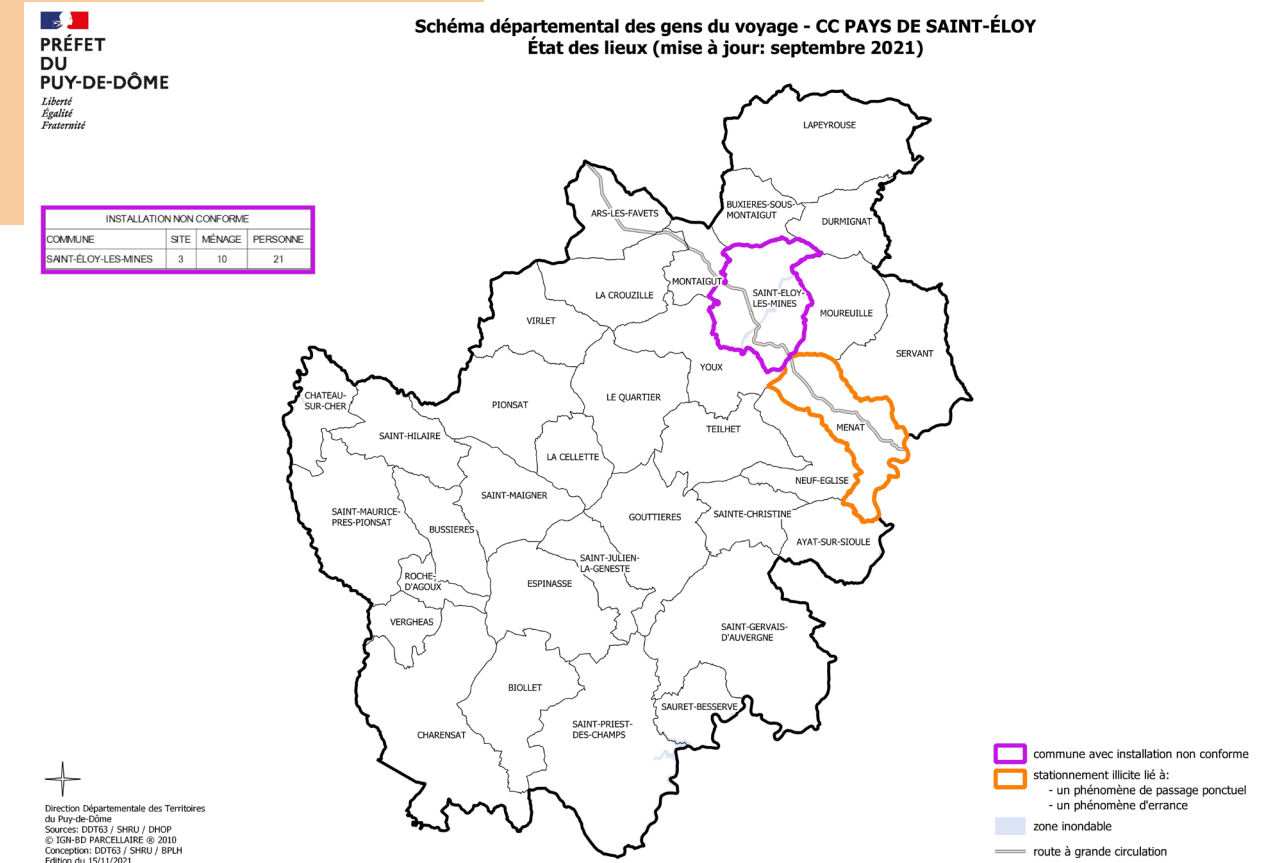 Schéma départemental des gens du voyage - CC PAYS DE SAINT-ÉLOY
État des lieux (mise à jour: septembre 2021)
PRÉFET
DU
PUY-DE-DÔME
Liberté
Égalité
Fraternité
INSTALLATION NON CONFORME
COMMUNE SITE MÉNAGE PERSONNE
SAINT-ÉLOY-LES-MINES 3 10 21
LAPEYROUSE
ARS-LES-FAVETS
BUXIERES-SOUS-
MONTAIGUT
DURMIGNAT
MONTAIGUT
LA CROUZILLE
SAINT-ELOY-
LES-MINES
MOUREUILLE
VIRLET
SERVANT
YOUX
CHATEAU-
SUR-CHER
PIONSAT
LE QUARTIER
SAINT-HILAIRE
TEILHET
MENAT
LA CELLETTE
NEUF-EGLISE
SAINT-MAIGNER
SAINT-MAURICE-
PRES-PIONSAT
BUSSIERES
GOUTTIERES
SAINTE-CHRISTINE
AYAT-SUR-SIOULE
SAINT-JULIEN-
LA-GENESTE
ROCHE-
D'AGOUX
ESPINASSE
VERGHEAS
SAINT-GERVAIS-
D'AUVERGNE
BIOLLET
SAURET-BESSERVE
CHARENSAT
SAINT-PRIEST-
DES-CHAMPS
commune avec installation non conforme
stationnement illicite lié à:
- un phénomène de passage ponctuel
- un phénomène d'errance
zone inondable
route à grande circulation
Direction Départementale des Territoires
du Puy-de-Dôme
Sources: DDT63 / SHRU / DHOP
© IGN-BD PARCELLAIRE ® 2010
Conception: DDT63 / SHRU / BPLH
Edition du 15/11/2021